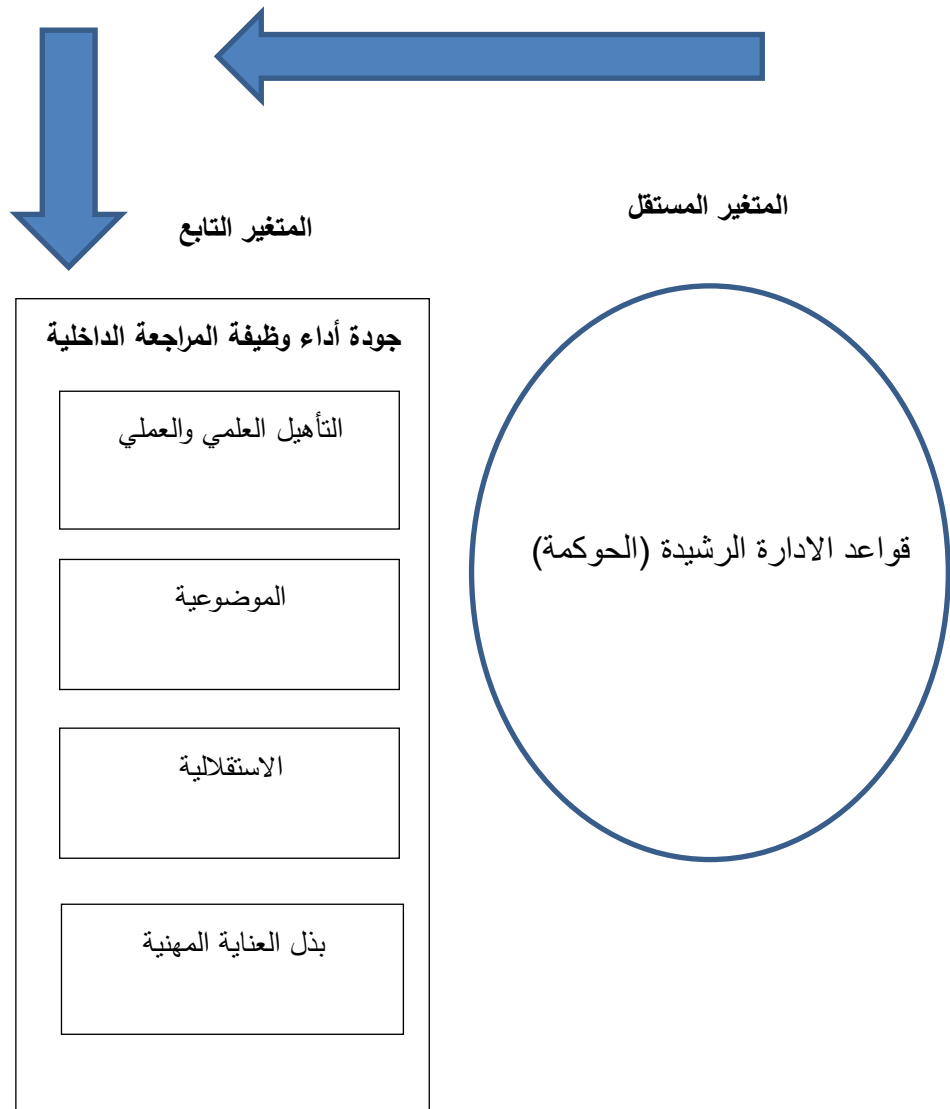 المتغير المستقل
المتغير التابع
قواعد الادارة الرشيدة (الحوكمة)
جودة أداء وظيفة المراجعة الداخلية
التأهيل العلمي والعملي
الموضوعية
الاستقلالية
بذل العناية المهنية